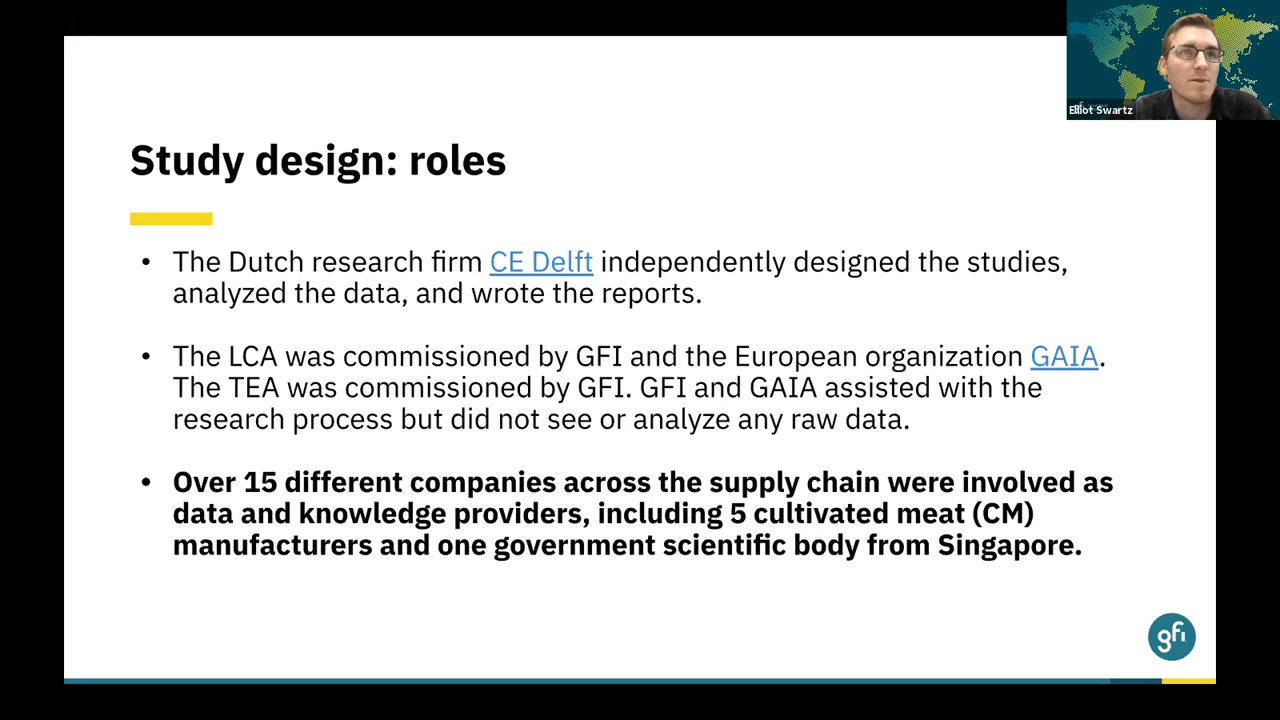 Elliot Swartz
Study design: roles
• The Dutch research firm CE Delft independently designed the studies,
analyzed the data, and wrote the reports.
• The LCA was commissioned by GFI and the European organization GAIA.
The TEA was commissioned by GFI. GFI and GAIA assisted with the
research process but did not see or analyze any raw data.
• Over 15 different companies across the supply chain were involved as
data and knowledge providers, including 5 cultivated meat (CM)
manufacturers and one government scientific body from Singapore.
gfi